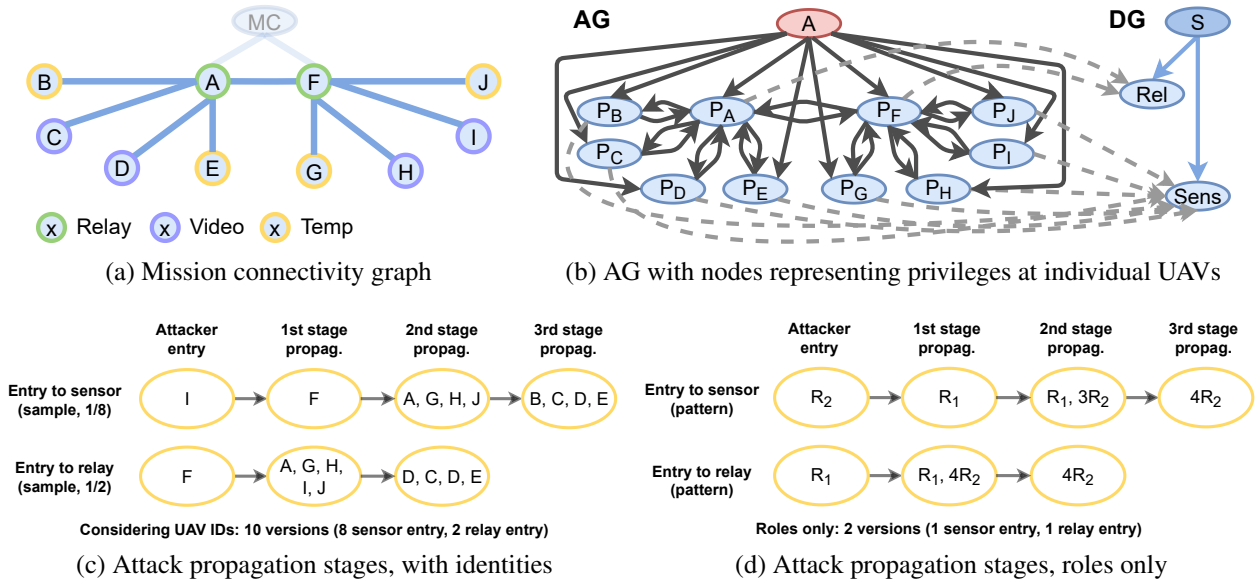 MC
B
A
F
J
C
D
E
G
H
I
x Relay
x Video
x Temp
(a) Mission connectivity graph
AG
DG
A
S
Rel
P_B
P_A
P_F
P_J
P_C
P_I
P_D
P_E
P_G
P_H
Sens
(b) AG with nodes representing privileges at individual UAVs
Attacker entry
1st stage propag.
2nd stage propag.
3rd stage propag.
Entry to sensor (sample, 1/8)
I
F
A, G, H, J
B, C, D, E
Entry to relay (sample, 1/2)
F
A, G, H,
I, J
D, C, D, E
Considering UAV IDs: 10 versions (8 sensor entry, 2 relay entry)
(c) Attack propagation stages, with identities
Attacker entry
1st stage propag.
2nd stage propag.
3rd stage propag.
Entry to sensor (pattern)
R₂
R₁
R₁, 3R₂
4R₂
Entry to relay (pattern)
R₁
R₁, 4R₂
4R₂
Roles only: 2 versions (1 sensor entry, 1 relay entry)
(d) Attack propagation stages, roles only